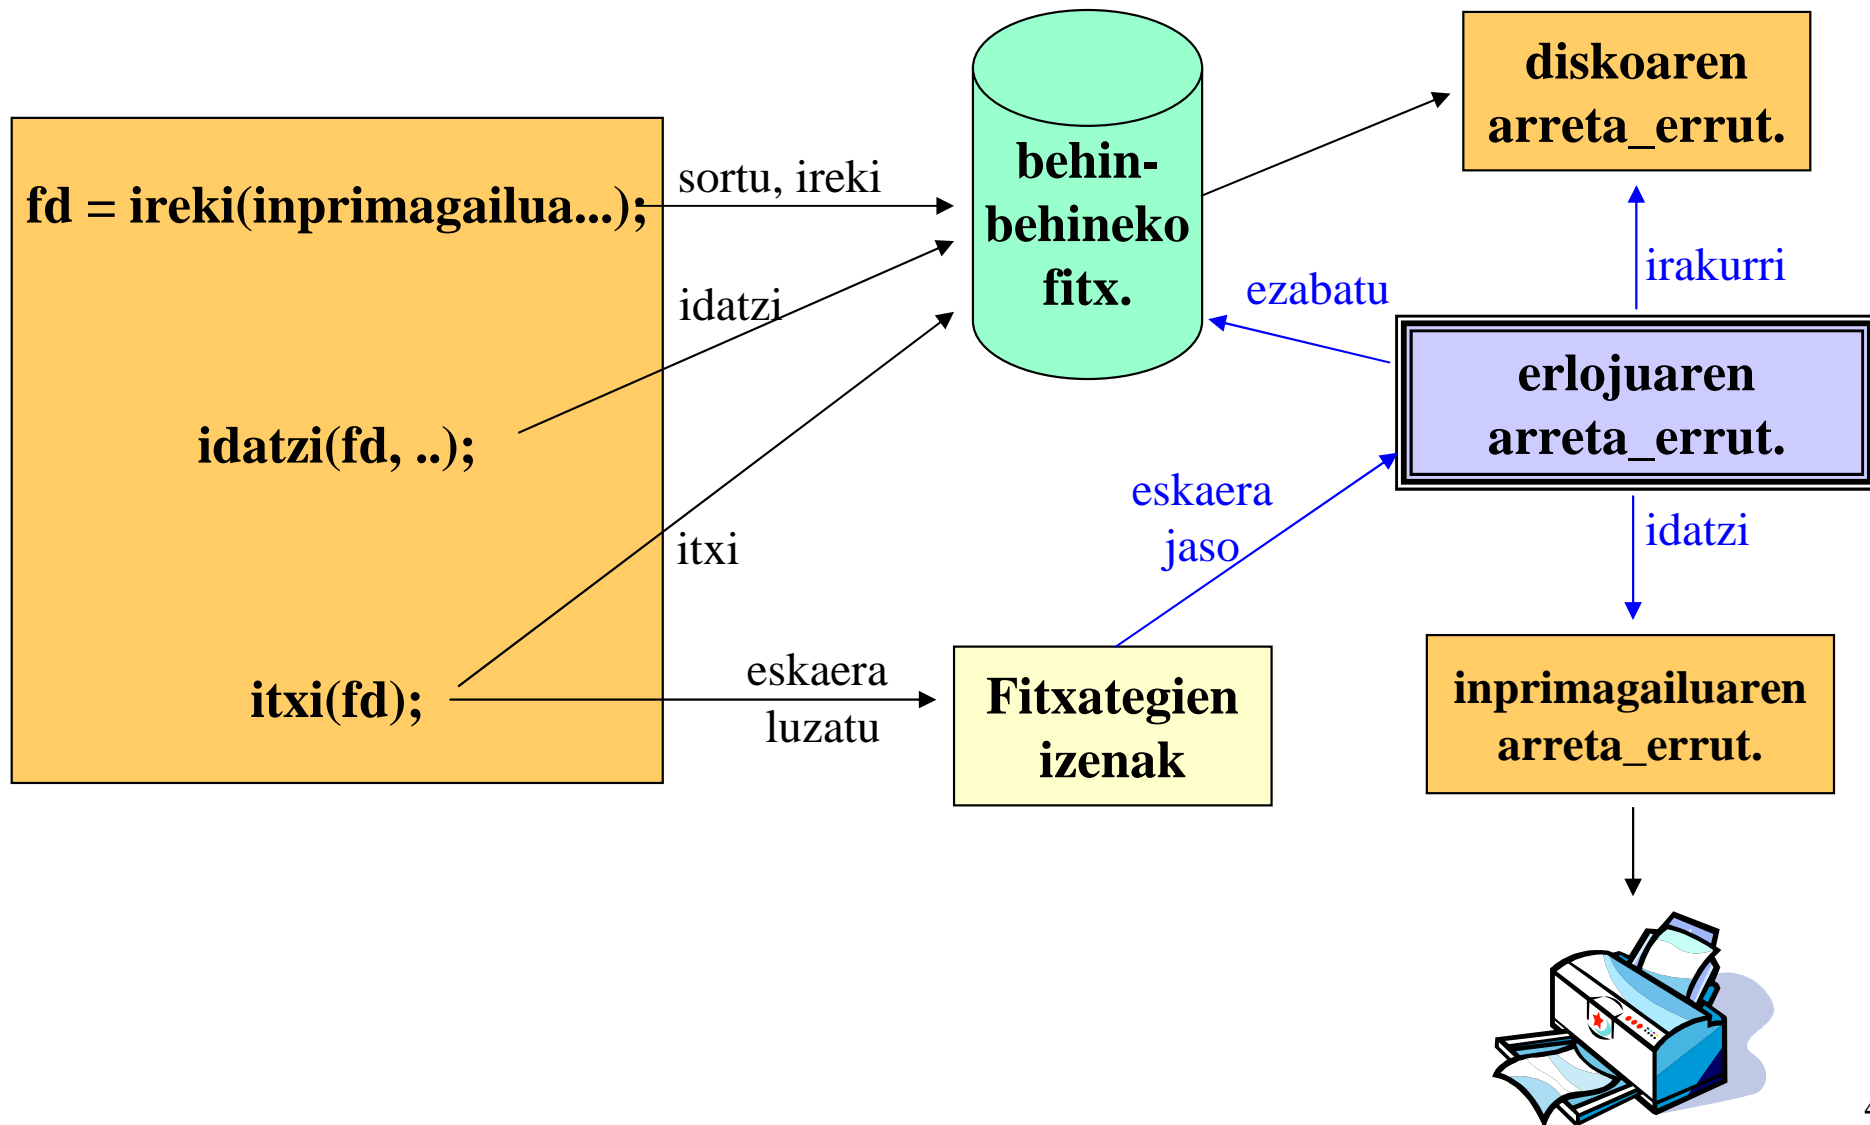 fd = ireki(inprimagailua...);
idatzi(fd, ..);
itxi(fd);
sortu, ireki
idatzi
itxi
eskaera
luzatu
behin-
behineko
fitx.
Fitxategien
izenak
ezabatu
eskaera
jaso
diskoaren
arreta_errut.
irakurri
erlojuaren
arreta_errut.
idatzi
inprimagailuaren
arreta_errut.